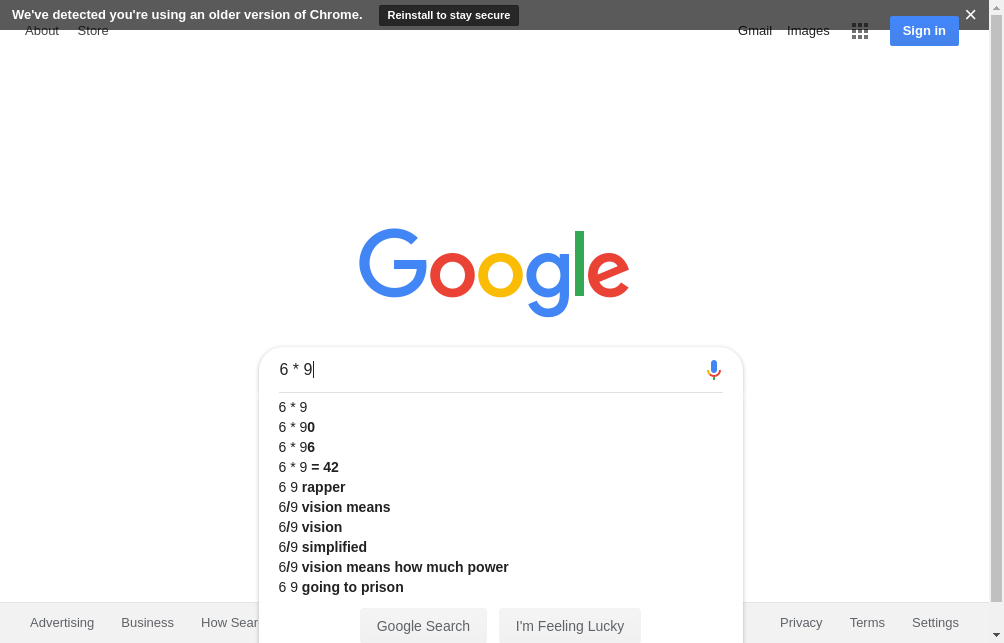 We've detected you're using an older version of Chrome. Reinstall to stay secure
About Store Gmail Images Sign in
Google
6 * 9
6 * 9
6 * 90
6 * 96
6 * 9 = 42
6 9 rapper
6/9 vision means
6/9 vision
6/9 simplified
6/9 vision means how much power
6 9 going to prison
Google Search I'm Feeling Lucky
Advertising Business How Sear Privacy Terms Settings